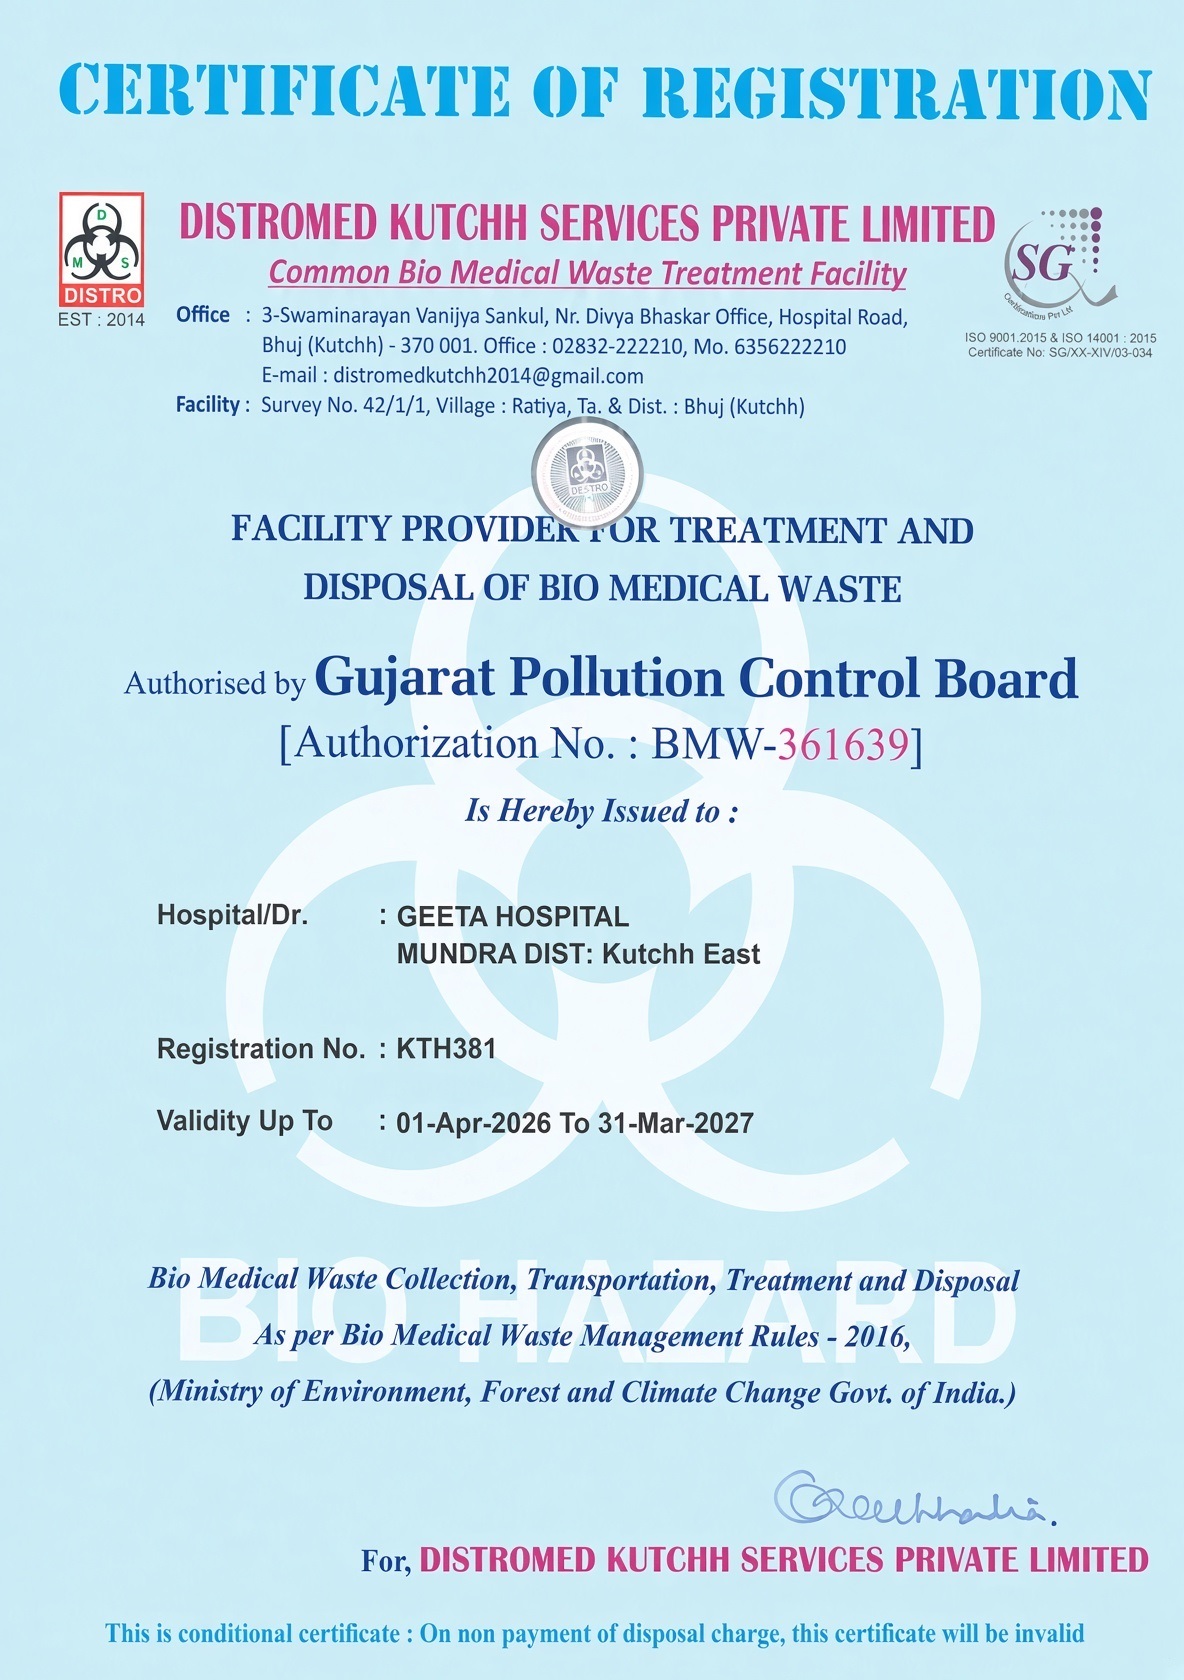 CERTIFICATE OF REGISTRATION
D
M S
DISTRO
EST : 2014
DISTROMED KUTCHH SERVICES PRIVATE LIMITED
Common Bio Medical Waste Treatment Facility
Office : 3-Swaminarayan Vanijya Sankul, Nr. Divya Bhaskar Office, Hospital Road,
Bhuj (Kutchh) - 370 001. Office : 02832-222210, Mo. 6356222210
E-mail : distromedkutchh2014@gmail.com
Facility : Survey No. 42/1/1, Village : Ratiya, Ta. & Dist. : Bhuj (Kutchh)
SG
Certification Pvt Ltd
ISO 9001.2015 & ISO 14001 : 2015
Certificate No: SG/XX-XIV/03-034
DESTRO
FACILITY PROVIDER FOR TREATMENT AND
DISPOSAL OF BIO MEDICAL WASTE
Authorised by Gujarat Pollution Control Board
[Authorization No. : BMW-361639]
Is Hereby Issued to :
Hospital/Dr. : GEETA HOSPITAL
MUNDRA DIST: Kutchh East
Registration No. : KTH381
Validity Up To : 01-Apr-2026 To 31-Mar-2027
BIO HAZARD
Bio Medical Waste Collection, Transportation, Treatment and Disposal
As per Bio Medical Waste Management Rules - 2016,
(Ministry of Environment, Forest and Climate Change Govt. of India.)
For, DISTROMED KUTCHH SERVICES PRIVATE LIMITED
This is conditional certificate : On non payment of disposal charge, this certificate will be invalid